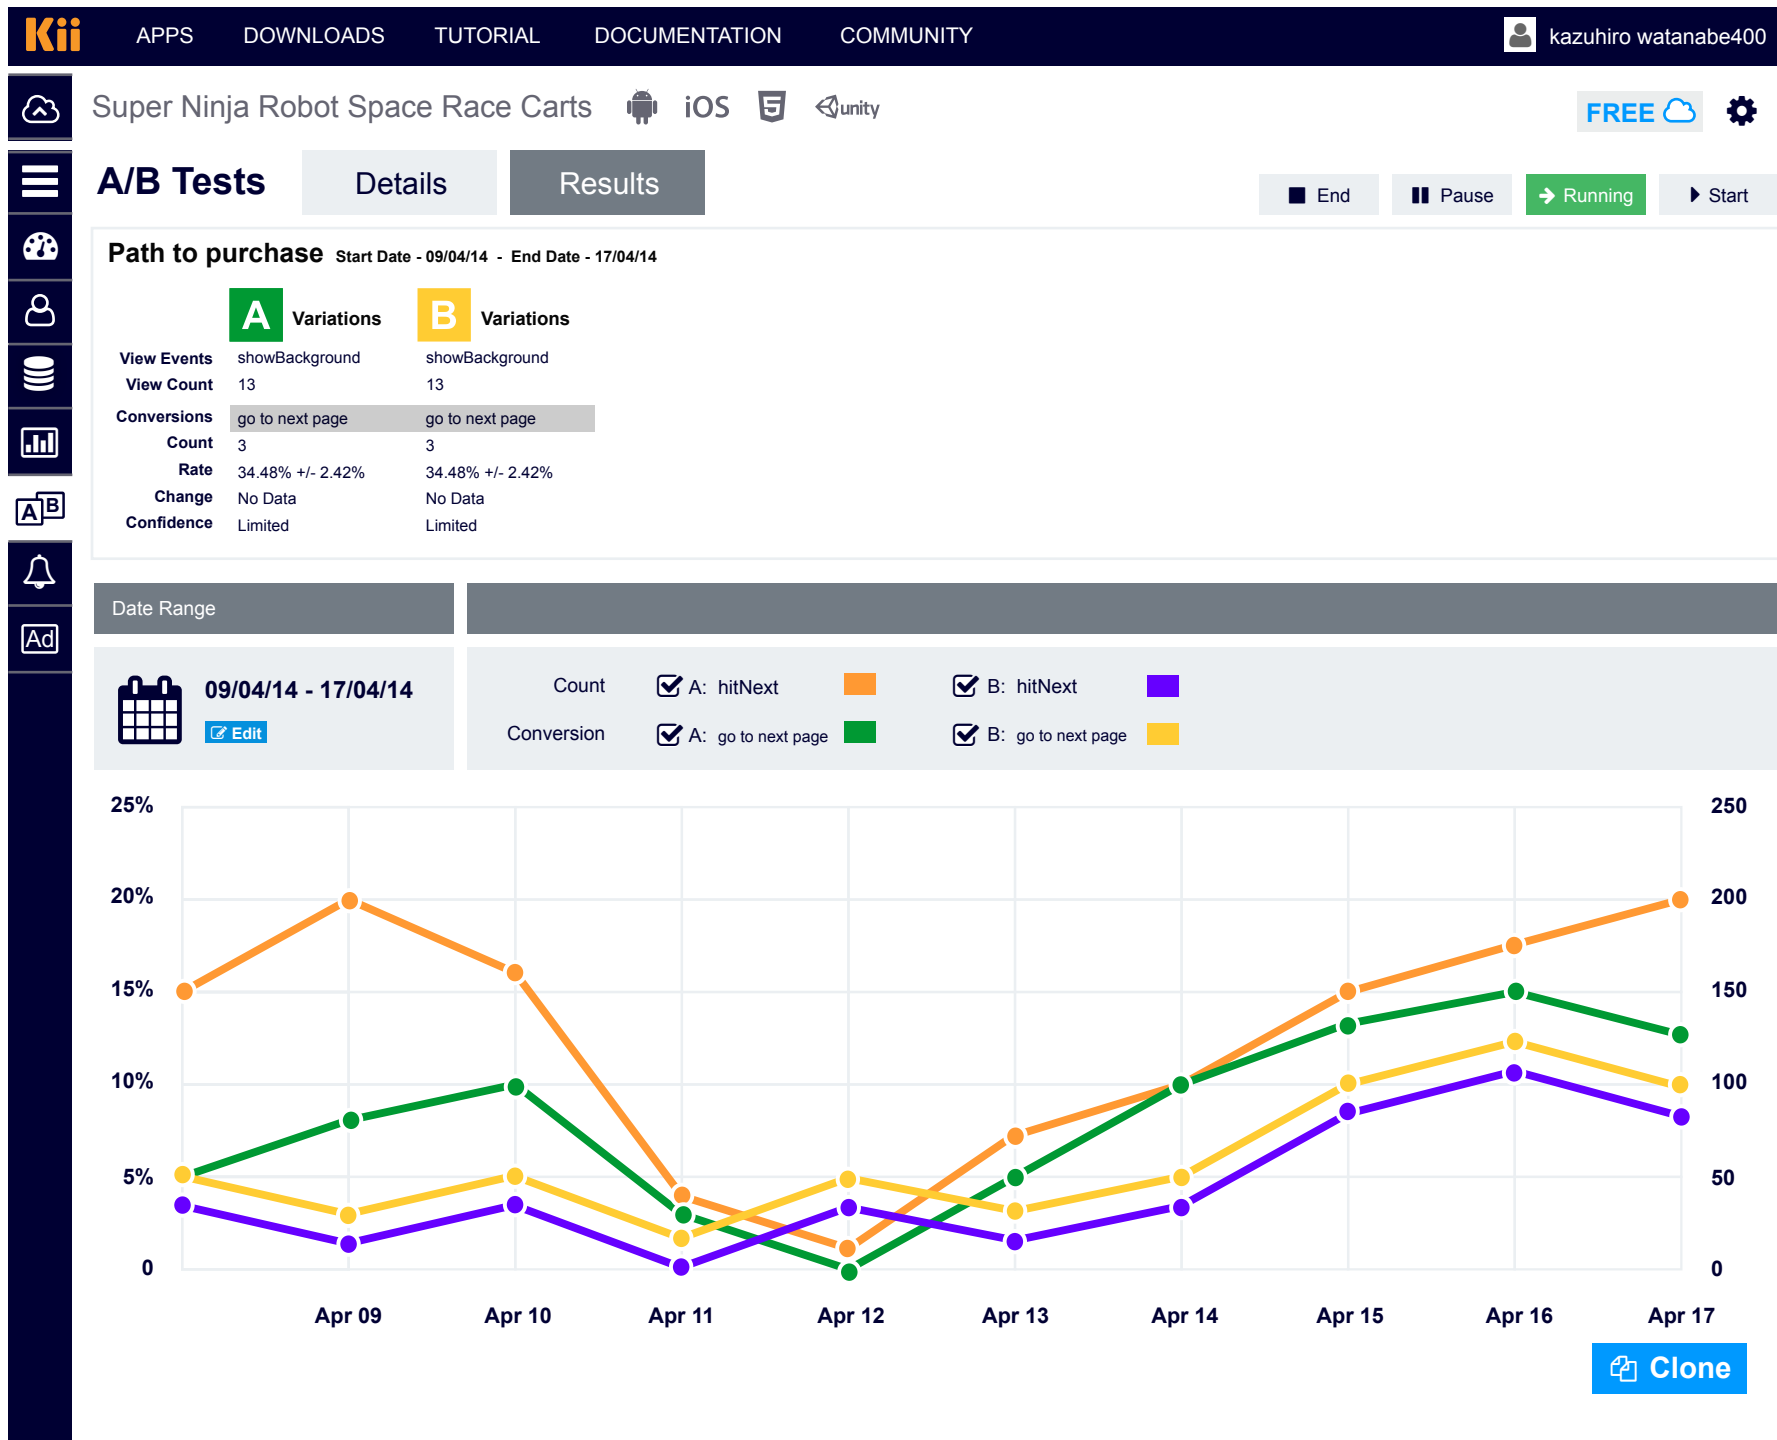 Kii APPS DOWNLOADS TUTORIAL DOCUMENTATION COMMUNITY kazuhiro watanabe400
Super Ninja Robot Space Race Carts iOS 5 unity FREE
A/B Tests Details Results End Pause Running Start
Path to purchase Start Date - 09/04/14 - End Date - 17/04/14
A Variations B Variations
View Events showBackground showBackground
View Count 13 13
Conversions go to next page go to next page
Count 3 3
Rate 34.48% +/- 2.42% 34.48% +/- 2.42%
Change No Data No Data
Confidence Limited Limited
A B
Ad
Date Range
09/04/14 - 17/04/14
Edit
Count A: hitNext B: hitNext
Conversion A: go to next page B: go to next page
25% 250
20% 200
15% 150
10% 100
5% 50
0 0
Apr 09 Apr 10 Apr 11 Apr 12 Apr 13 Apr 14 Apr 15 Apr 16 Apr 17
Clone